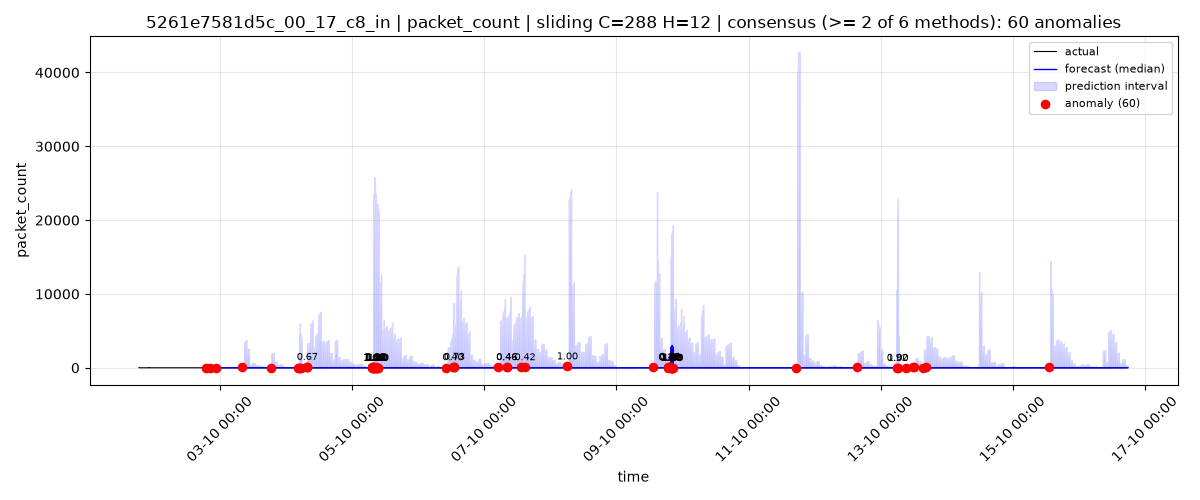 5261e7581d5c_00_17_c8_in | packet_count | sliding C=288 H=12 | consensus (>= 2 of 6 methods): 60 anomalies
actual
forecast (median)
prediction interval
anomaly (60)
packet_count
40000
30000
20000
10000
0
0.67
0.46
0.42
1.00
03-10 00:00
05-10 00:00
07-10 00:00
09-10 00:00
11-10 00:00
13-10 00:00
15-10 00:00
17-10 00:00
time